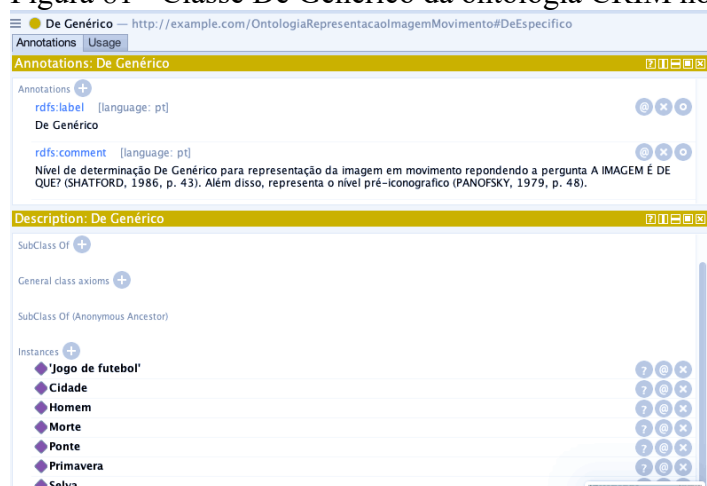 Figura 81 - Classe De Genérico da ontologia CRIM no
De Genérico — http://example.com/OntologiaRepresentacaoImagemMovimento#DeEspecifico
Annotations Usage
Annotations: De Genérico
Annotations
rdfs:label [language: pt]
De Genérico
rdfs:comment [language: pt]
Nível de determinação De Genérico para representação da imagem em movimento repondendo a pergunta A IMAGEM É DE
QUE? (SHATFORD, 1986, p. 43). Além disso, representa o nível pré-iconografico (PANOFSKY, 1979, p. 48).
Description: De Genérico
SubClass Of
General class axioms
SubClass Of (Anonymous Ancestor)
Instances
'Jogo de futebol'
Cidade
Homem
Morte
Ponte
Primavera
Selva